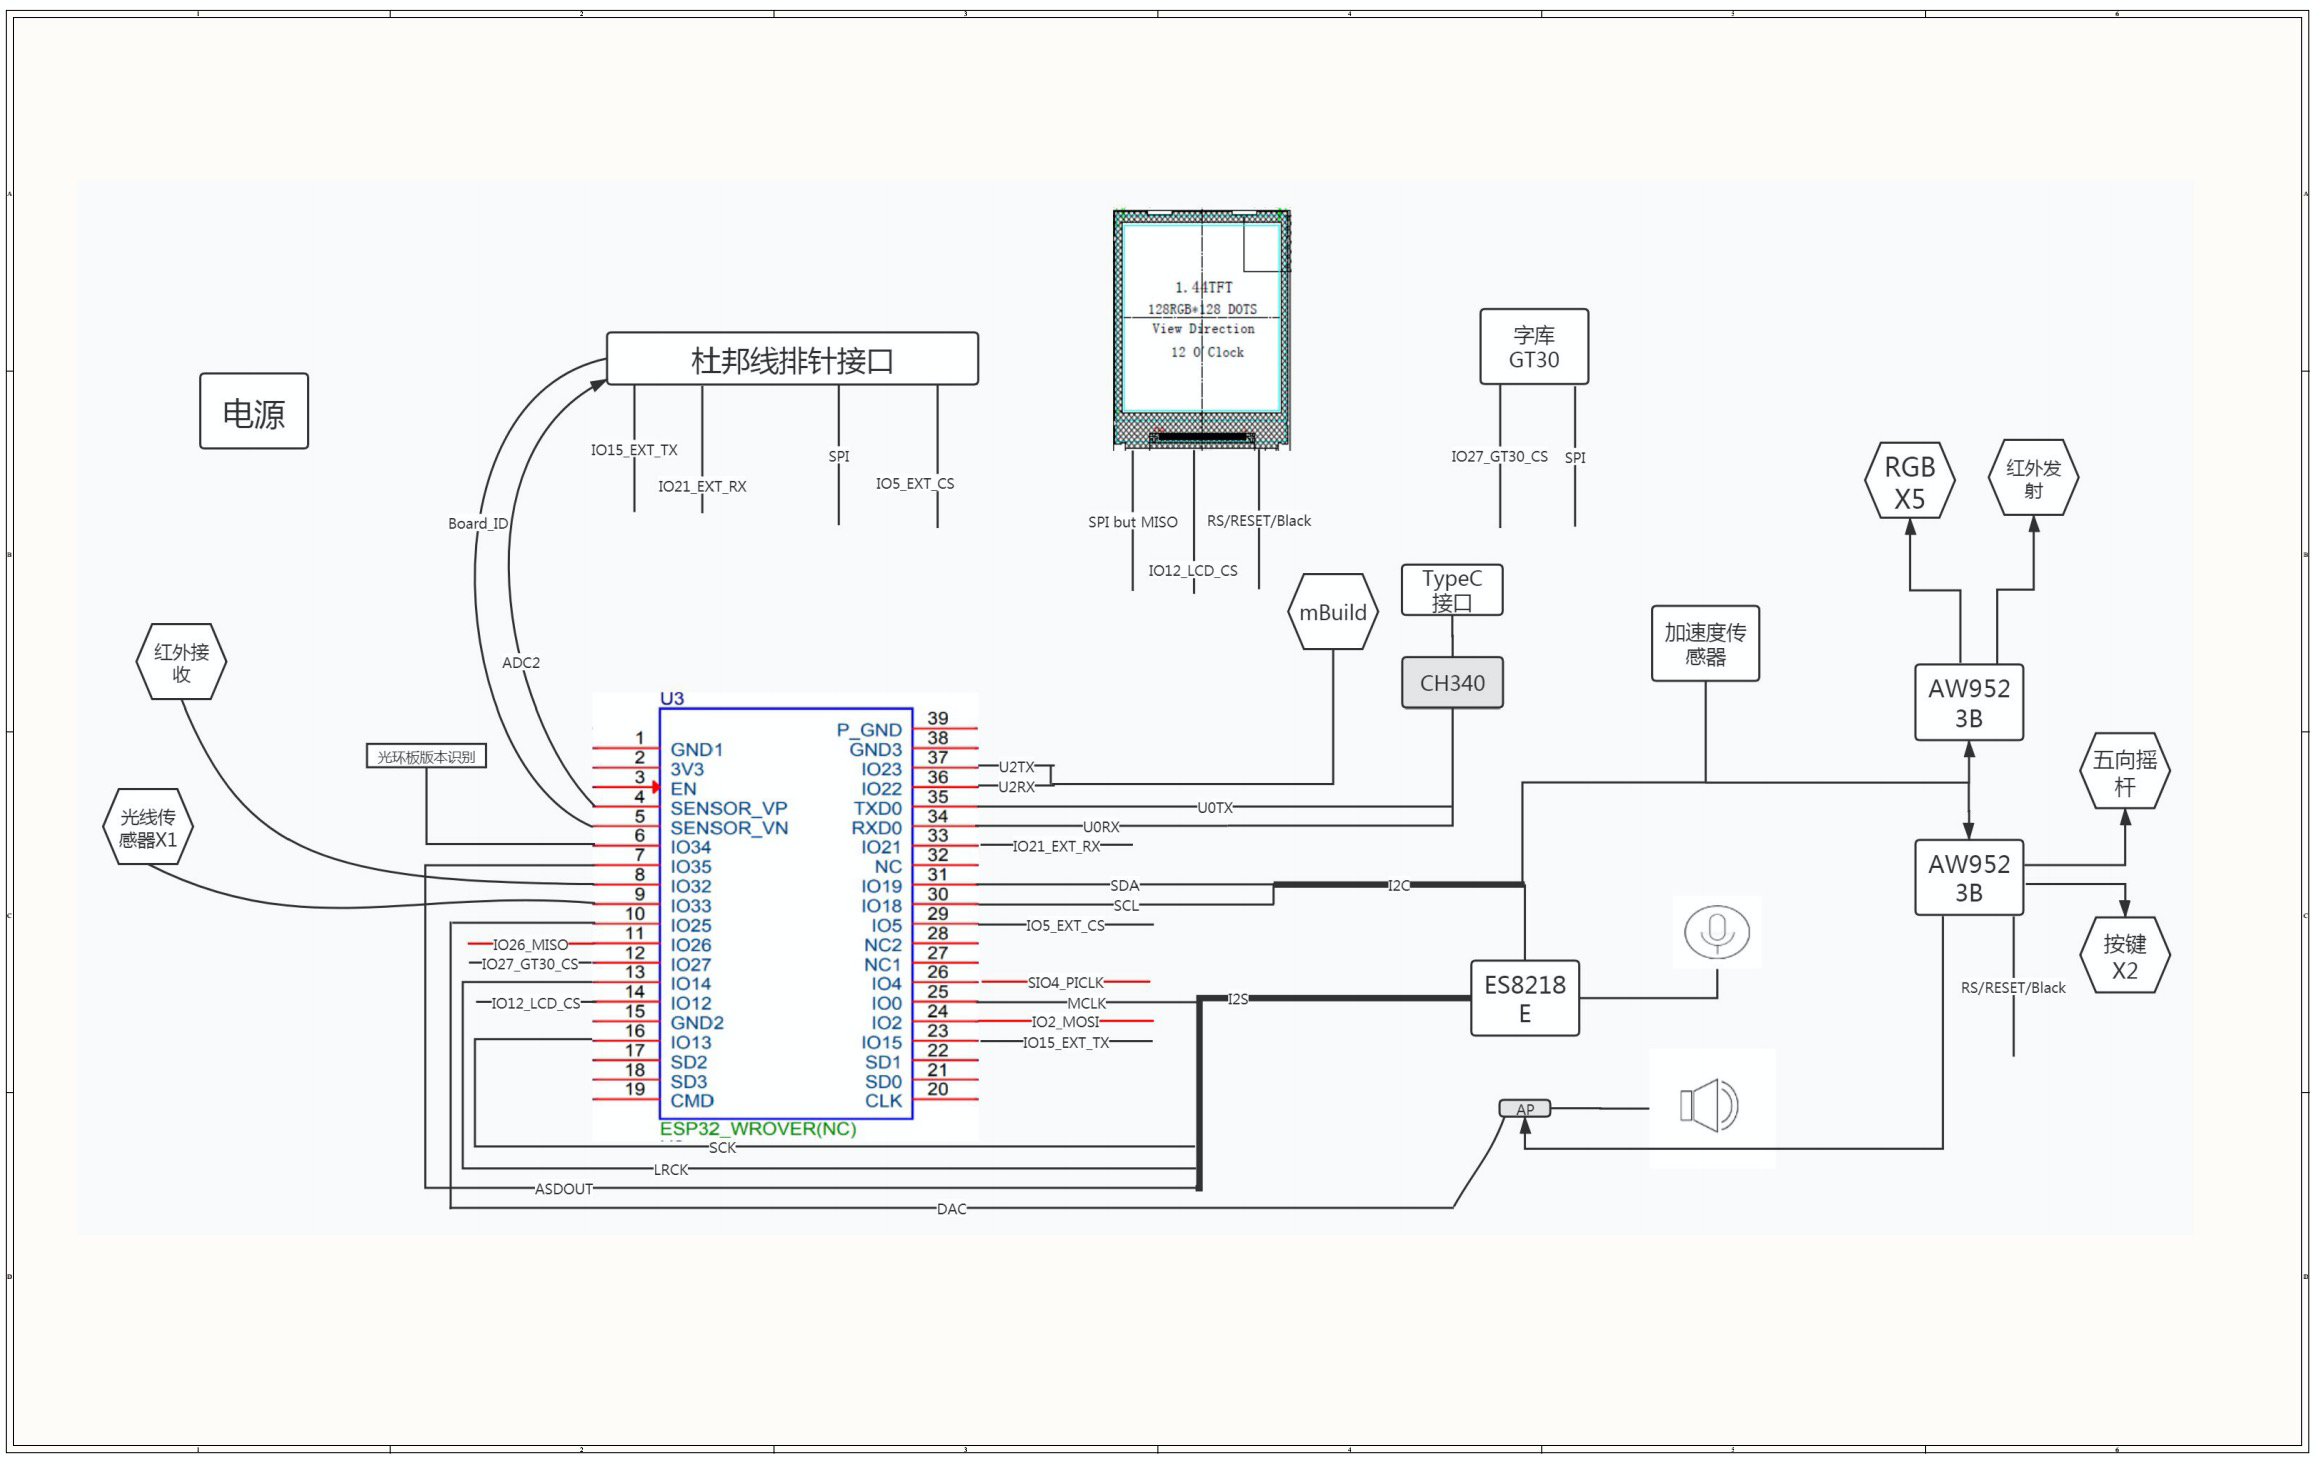 1.44TFT
128RGB*128 DOTS
View Direction
12 O'Clock
字库
GT30
杜邦线排针接口
电源
IO15_EXT_TX
IO21_EXT_RX
SPI
IO5_EXT_CS
IO27_GT30_CS
SPI
RGB
X5
红外发
射
Board_ID
SPI but MISO
RS/RESET/Black
IO12_LCD_CS
TypeC
接口
mBuild
红外接
收
加速度传
感器
ADC2
CH340
AW952
3B
光环板版本识别
光线传
感器X1
五向摇
杆
U3
1
GND1
2
3V3
3
EN
4
SENSOR_VP
5
SENSOR_VN
6
IO34
7
IO35
8
IO32
9
IO33
10
IO25
11
IO26
12
IO27
13
IO14
14
IO12
15
GND2
16
IO13
17
SD2
18
SD3
19
CMD
39
P_GND
38
GND3
37
IO23
36
IO22
35
TXD0
34
RXD0
33
IO21
32
NC
31
IO19
30
IO18
29
IO5
28
NC2
27
NC1
26
IO4
25
IO0
24
IO2
23
IO15
22
SD1
21
SD0
20
CLK
ESP32_WROVER(NC)
IO26_MISO
IO27_GT30_CS
IO12_LCD_CS
U2TX
U2RX
U0TX
U0RX
IO21_EXT_RX
SDA
I2C
SCL
IO5_EXT_CS
SIO4_PICLK
MCLK
I2S
IO2_MOSI
IO15_EXT_TX
AW952
3B
按键
X2
ES8218
E
RS/RESET/Black
AP
SCK
LRCK
ASDOUT
DAC